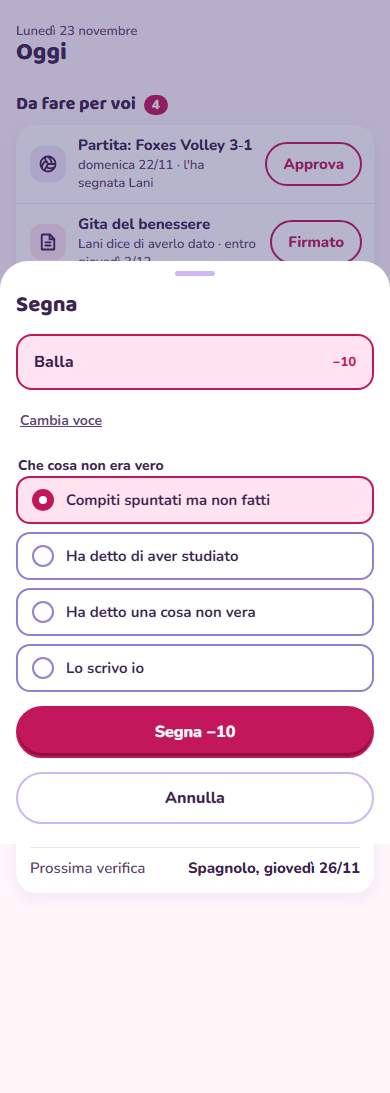 Lunedì 23 novembre
Oggi
Da fare per voi 4
Partita: Foxes Volley 3-1
domenica 22/11 · l'ha
segnata Lani
Approva
Gita del benessere
Lani dice di averlo dato · entro
Firmato
Segna
Balla −10
Cambia voce
Che cosa non era vero
Compiti spuntati ma non fatti
Ha detto di aver studiato
Ha detto una cosa non vera
Lo scrivo io
Segna −10
Annulla
Prossima verifica Spagnolo, giovedì 26/11